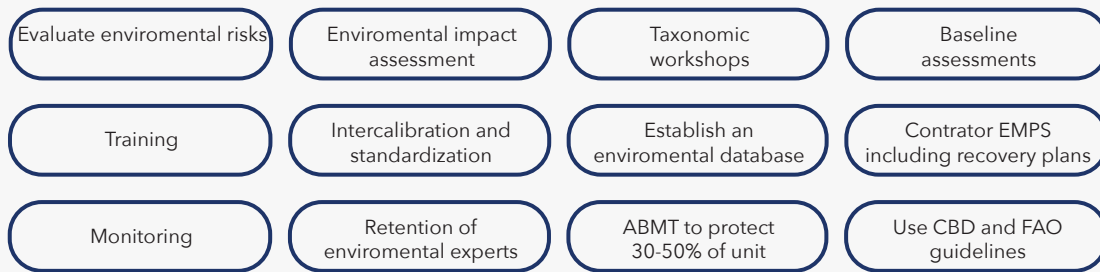 Evaluate enviromental risks
Enviromental impact
assessment
Taxonomic
workshops
Baseline
assessments
Training
Intercalibration and
standardization
Establish an
enviromental database
Contrator EMPS
including recovery plans
Monitoring
Retention of
enviromental experts
ABMT to protect
30-50% of unit
Use CBD and FAO
guidelines